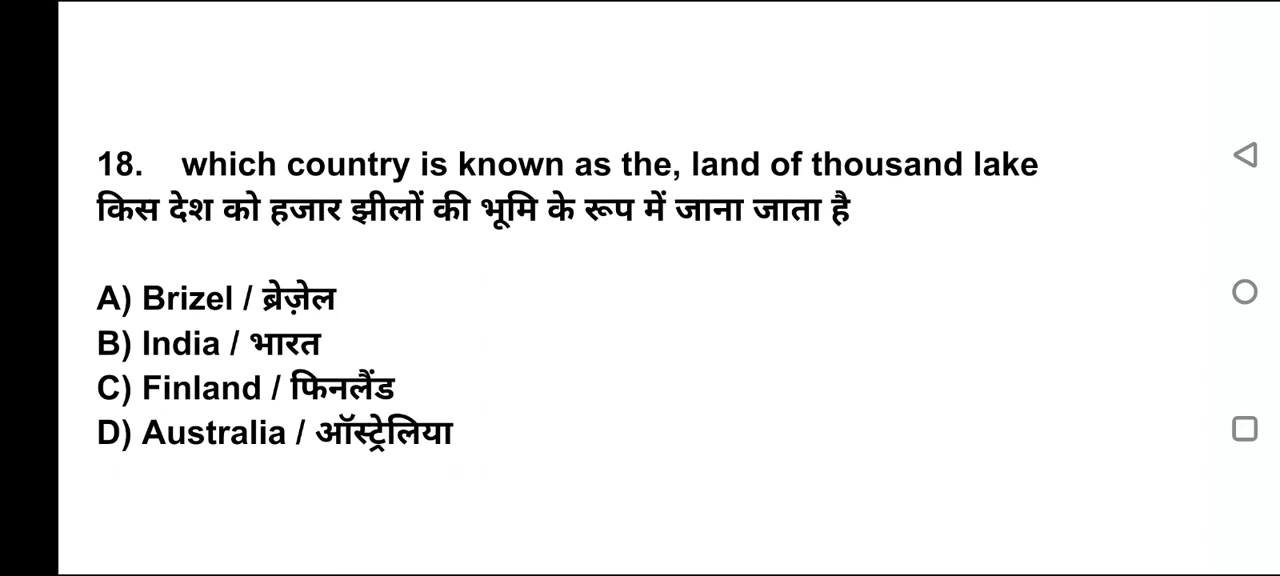 18. which country is known as the, land of thousand lake
किस देश को हजार झीलों की भूमि के रूप में जाना जाता है
A) Brizel / ब्रेज़ेल
B) India / भारत
C) Finland / फिनलैंड
D) Australia / ऑस्ट्रेलिया